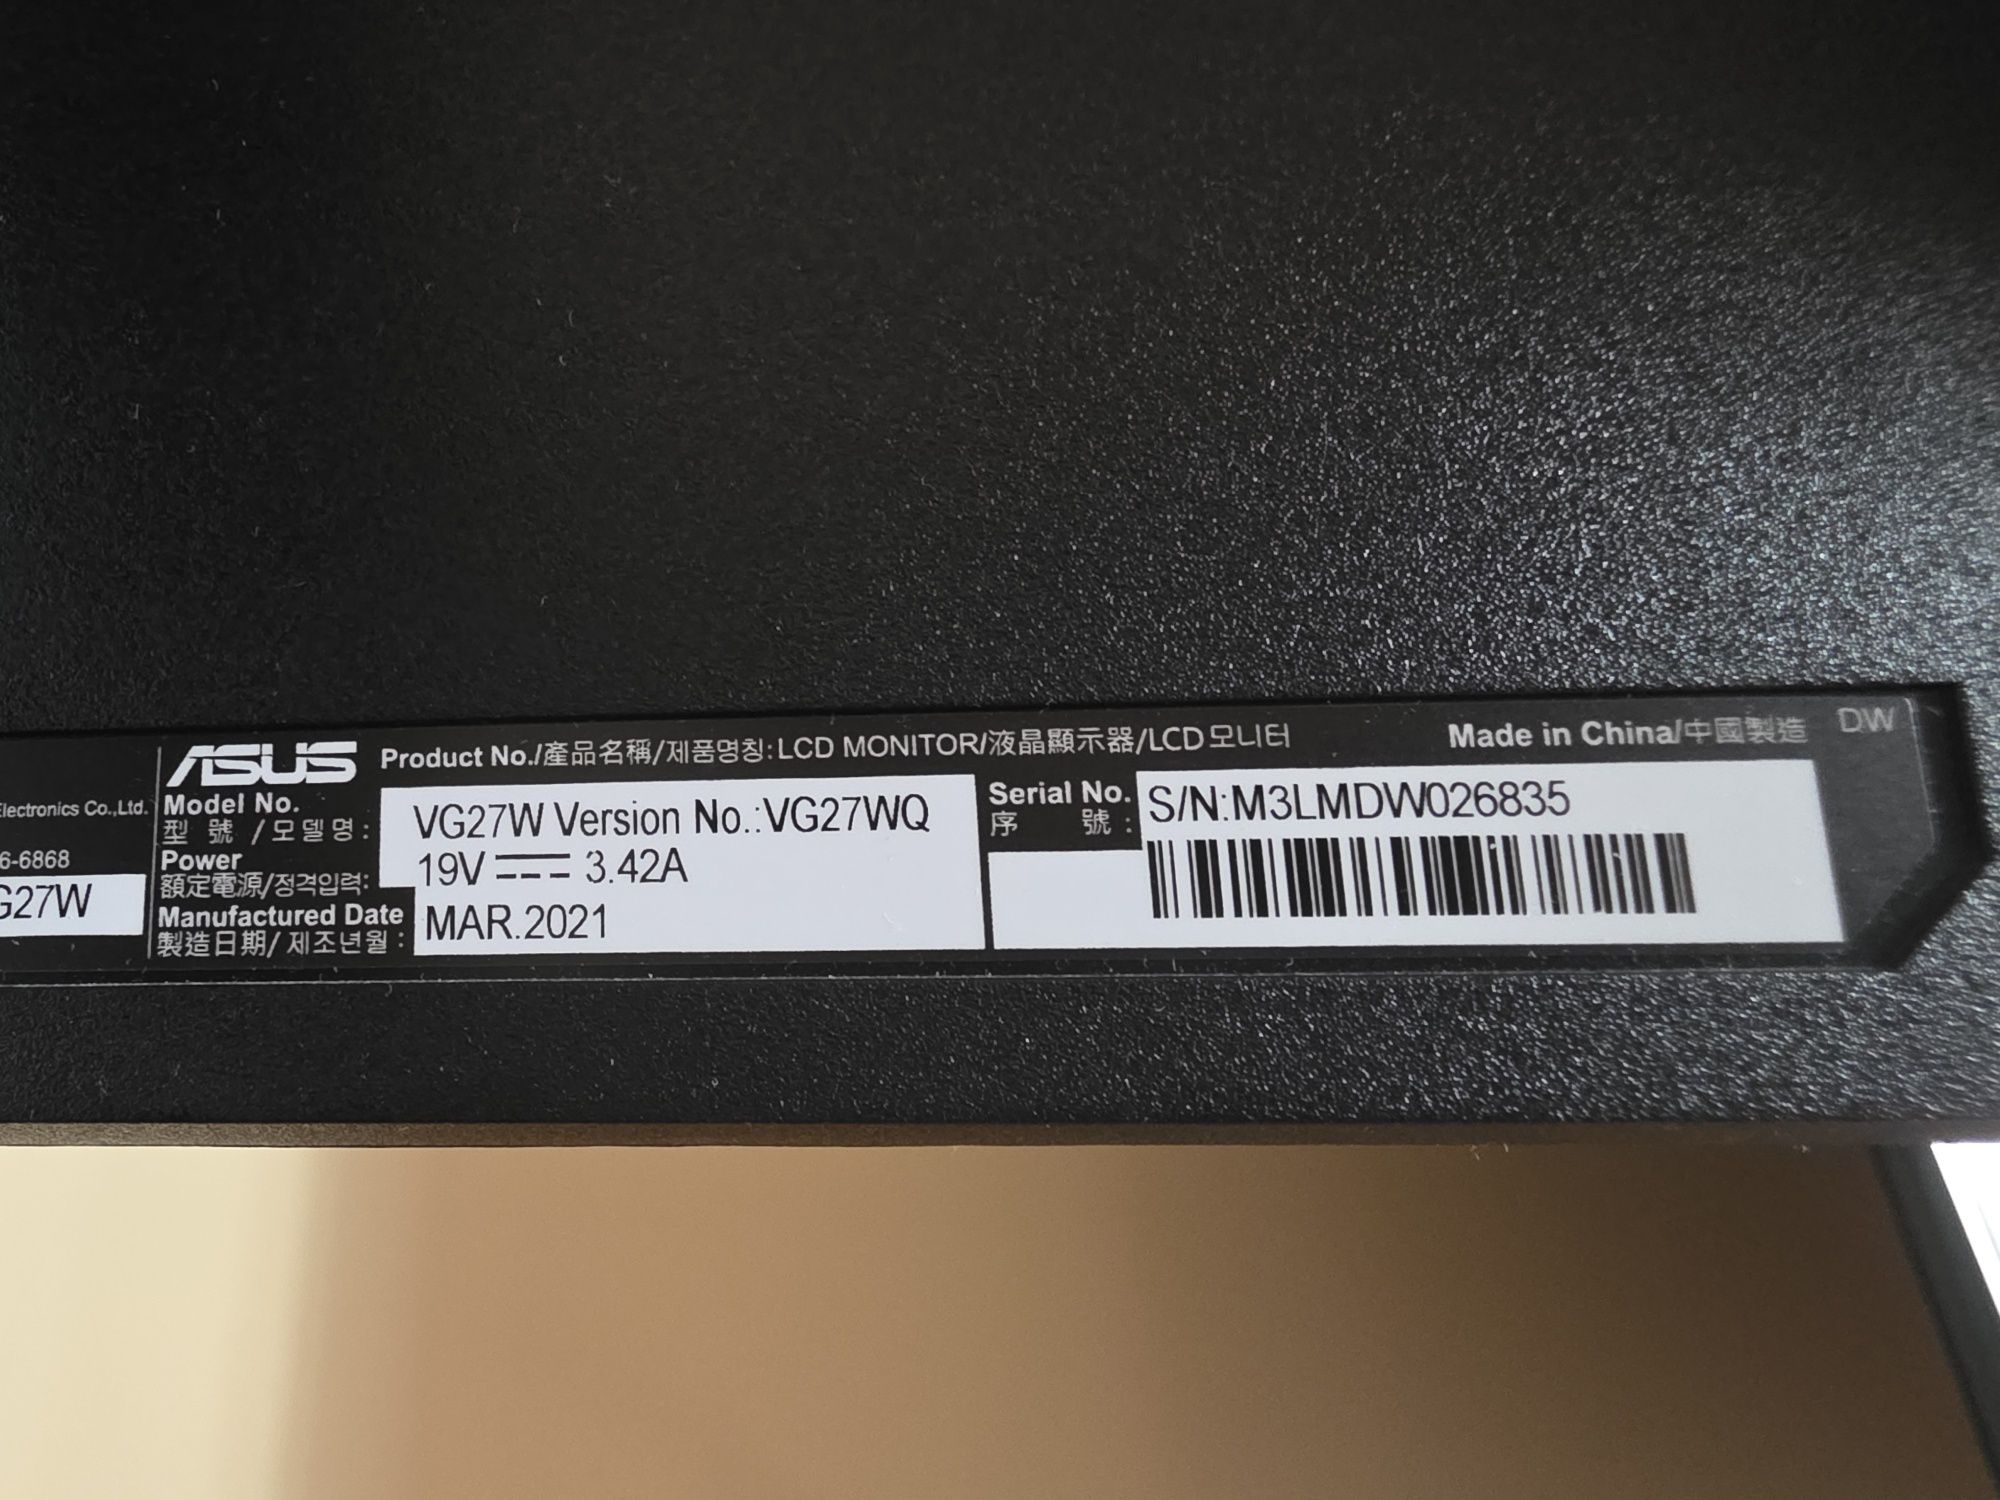 Electronics Co.,Ltd.
6-6868
G27W
ASUS
Product No./產品名稱/제품명칭: LCD MONITOR/液晶顯示器/LCD 모니터
Made in China/中國製造
DW
Model No.
型 號 / 모 델 명 :
VG27W Version No.:VG27WQ
Power
額定電源/정격입력:
19V ⎓ 3.42A
Manufactured Date
製造日期/ 제조년월 :
MAR.2021
Serial No.
序 號 :
S/N:M3LMDW026835